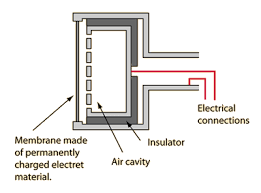 Electrical
connections
Insulator
Air cavity
Membrane made
of permanently
charged electret
material.